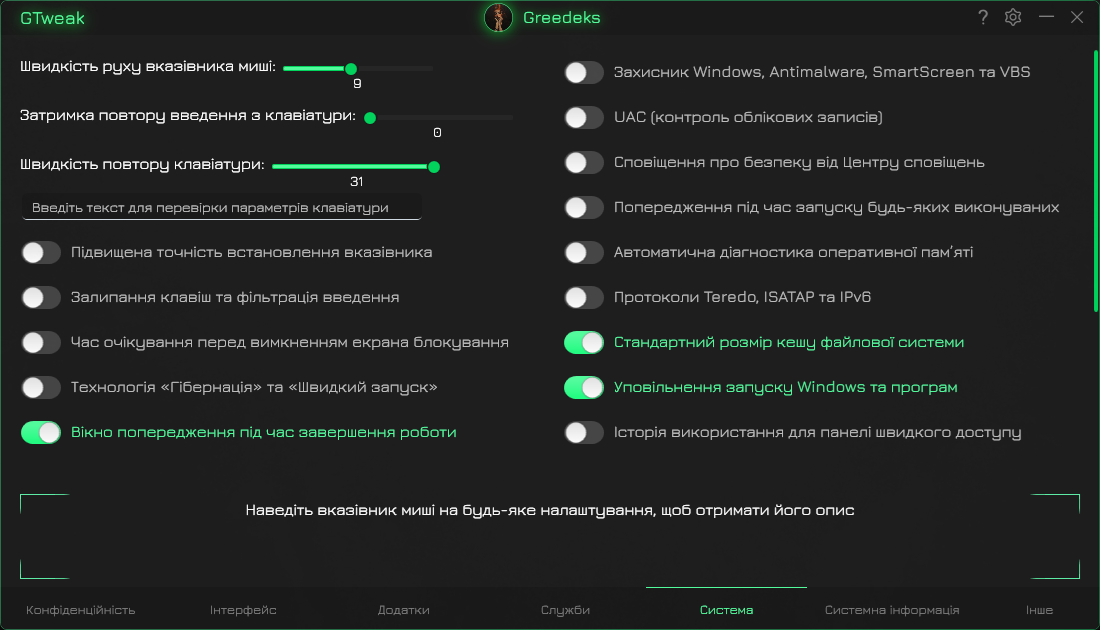 GTweak
Greedeks
?
Швидкість руху вказівника миші:
9
Затримка повтору введення з клавіатури:
0
Швидкість повтору клавіатури:
31
Введіть текст для перевірки параметрів клавіатури
Підвищена точність встановлення вказівника
Залипання клавіш та фільтрація введення
Час очікування перед вимкненням екрана блокування
Технологія «Гібернація» та «Швидкий запуск»
Вікно попередження під час завершення роботи
Захисник Windows, Antimalware, SmartScreen та VBS
UAC (контроль облікових записів)
Сповіщення про безпеку від Центру сповіщень
Попередження під час запуску будь-яких виконуваних
Автоматична діагностика оперативної пам’яті
Протоколи Teredo, ISATAP та IPv6
Стандартний розмір кешу файлової системи
Уповільнення запуску Windows та програм
Історія використання для панелі швидкого доступу
Наведіть вказівник миші на будь-яке налаштування, щоб отримати його опис
Конфіденційність
Інтерфейс
Додатки
Служби
Система
Системна інформація
Інше